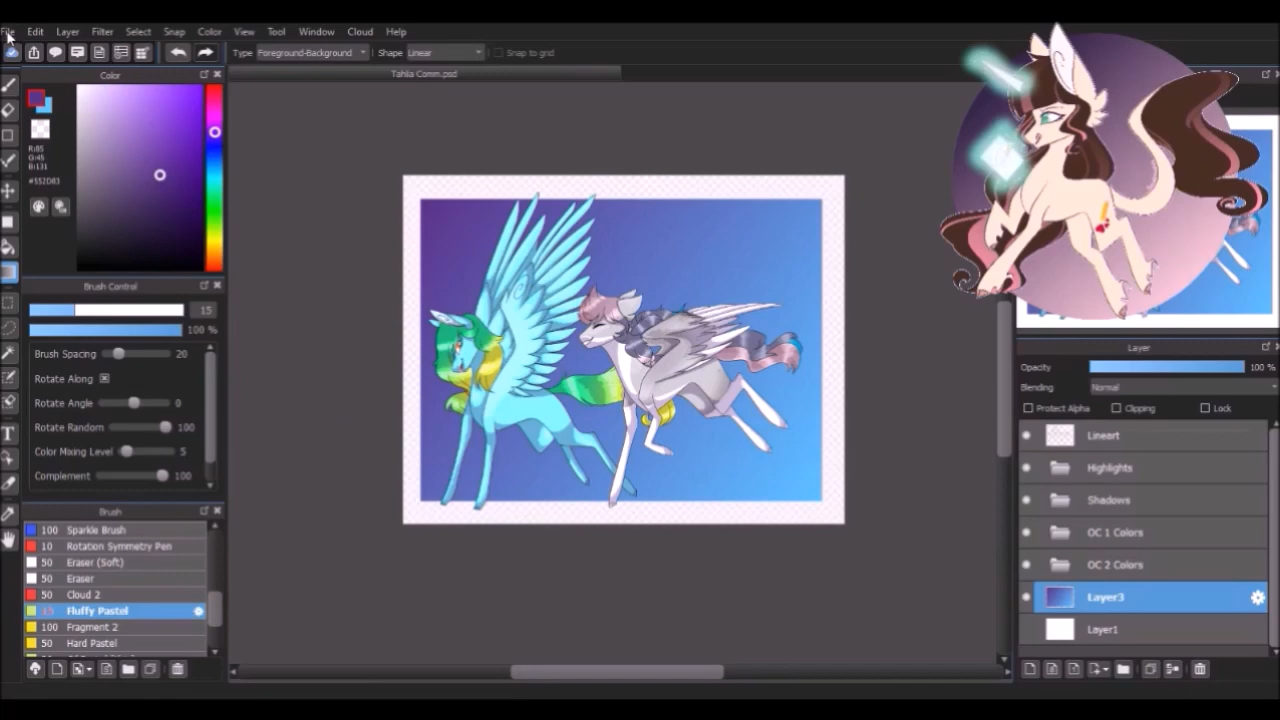 File Edit Layer Filter Select Snap Color View Tool Window Cloud Help
Type Foreground-Background Shape Linear Snap to grid
Color
Tahlia Comm.psd
R:85
G:45
B:131
#552D83
Brush Control
15
100 %
Brush Spacing 20
Rotate Along
Rotate Angle 0
Rotate Random 100
Color Mixing Level 5
Complement 100
Brush
100 Sparkle Brush
10 Rotation Symmetry Pen
50 Eraser (Soft)
50 Eraser
50 Cloud 2
15 Fluffy Pastel
100 Fragment 2
50 Hard Pastel
Layer
Opacity 100 %
Blending Normal
Protect Alpha Clipping Lock
Lineart
Highlights
Shadows
OC 1 Colors
OC 2 Colors
Layer3
Layer1